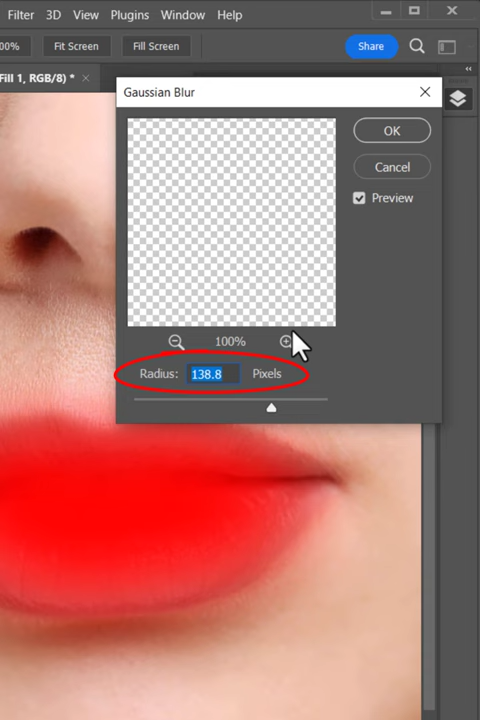 Filter 3D View Plugins Window Help
00% Fit Screen Fill Screen Share
Fill 1, RGB/8) *
Gaussian Blur
OK
Cancel
Preview
100%
Radius: 138.8 Pixels